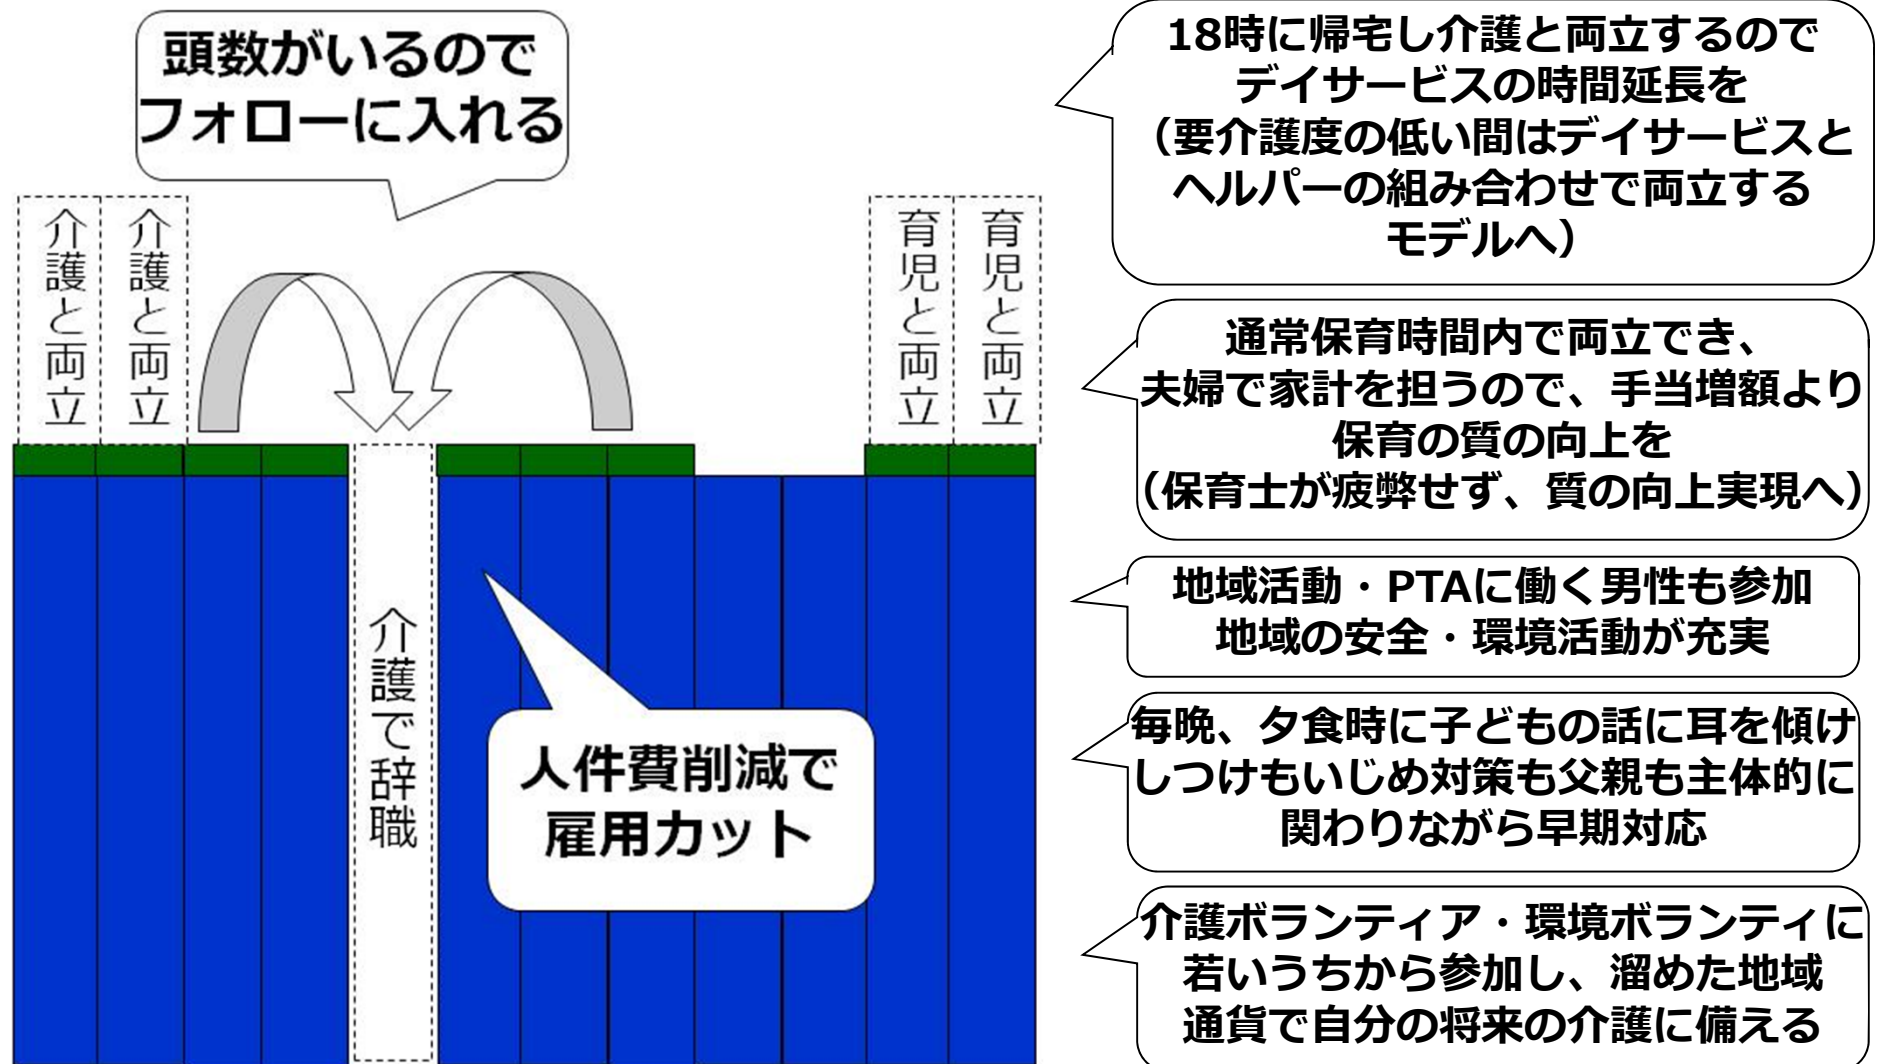 頭数がいるので
フォローに入れる
介護と両立
介護と両立
育児と両立
育児と両立
介護で辞職
人件費削減で
雇用カット
18時に帰宅し介護と両立するので
デイサービスの時間延長を
（要介護度の低い間はデイサービスと
ヘルパーの組み合わせで両立する
モデルへ）
通常保育時間内で両立でき、
夫婦で家計を担うので、手当増額より
保育の質の向上を
（保育士が疲弊せず、質の向上実現へ）
地域活動・PTAに働く男性も参加
地域の安全・環境活動が充実
毎晩、夕食時に子どもの話に耳を傾け
しつけもいじめ対策も父親も主体的に
関わりながら早期対応
介護ボランティア・環境ボランティに
若いうちから参加し、溜めた地域
通貨で自分の将来の介護に備える